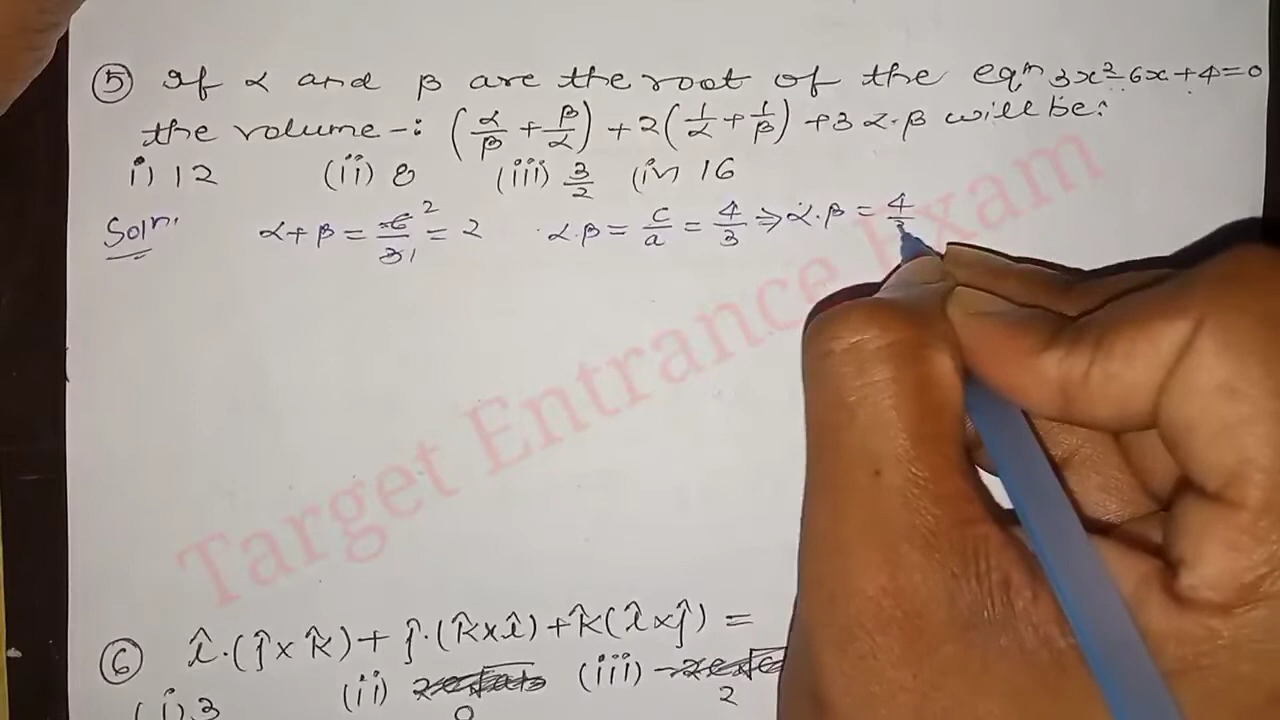 ⑤ If α and β are the root of the eqn 3x²-6x+4=0
the volume -: (α/β + β/α) + 2(1/α + 1/β) + 3α.β will be:
i) 12 (ii) 8 (iii) 3/2 (iv) 16
Soln. α+β = 6/3 = 2 α.β = c/a = 4/3 ⇒ α.β = 4/3
Target Entrance Exam
⑥ î.(ĵ×k̂) + ĵ.(k̂×î) + k̂(î×ĵ) =
(i) 3 (ii) 0 (iii) 2